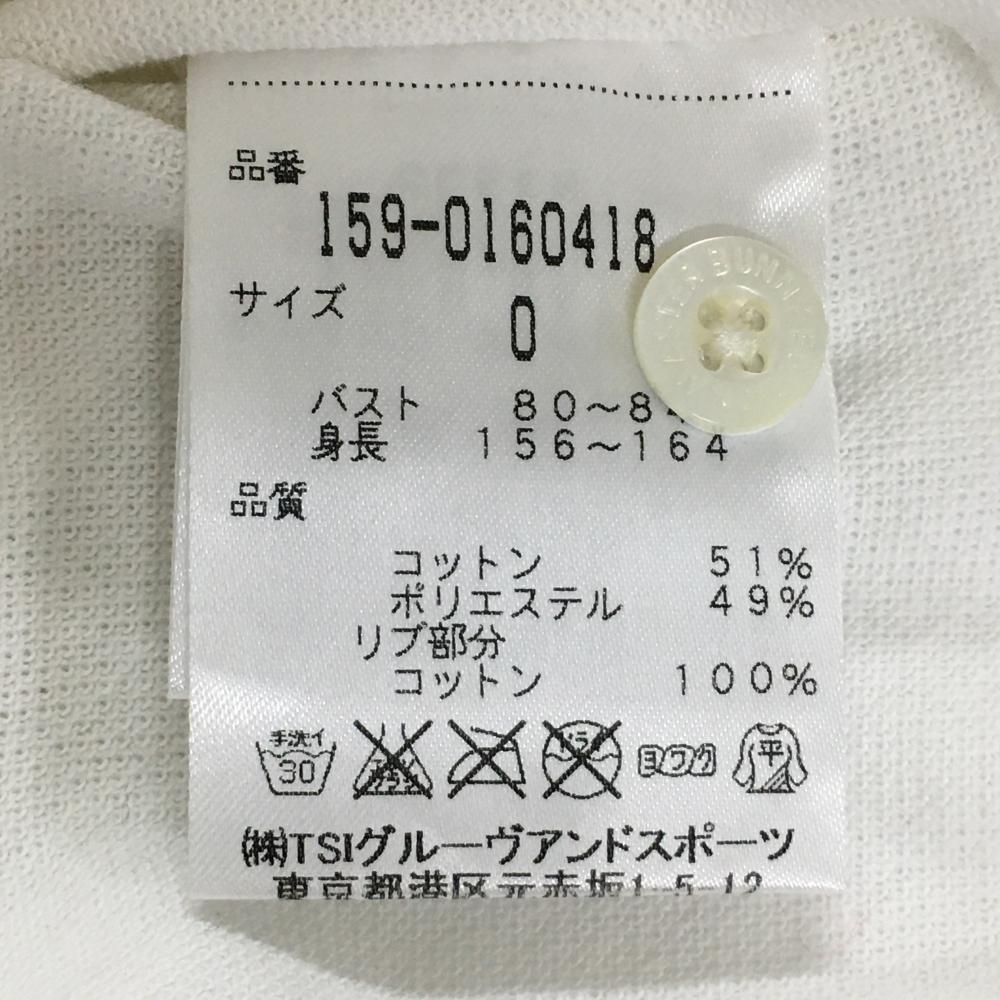 品番
159-0160418
サイズ
0
バスト 80～84
身長 156～164
品質
コットン 51%
ポリエステル 49%
リブ部分
コットン 100%
手洗イ 30 ヨワク 平
㈱TSIグルーヴアンドスポーツ
東京都港区元赤坂1-5-12
BUNNY